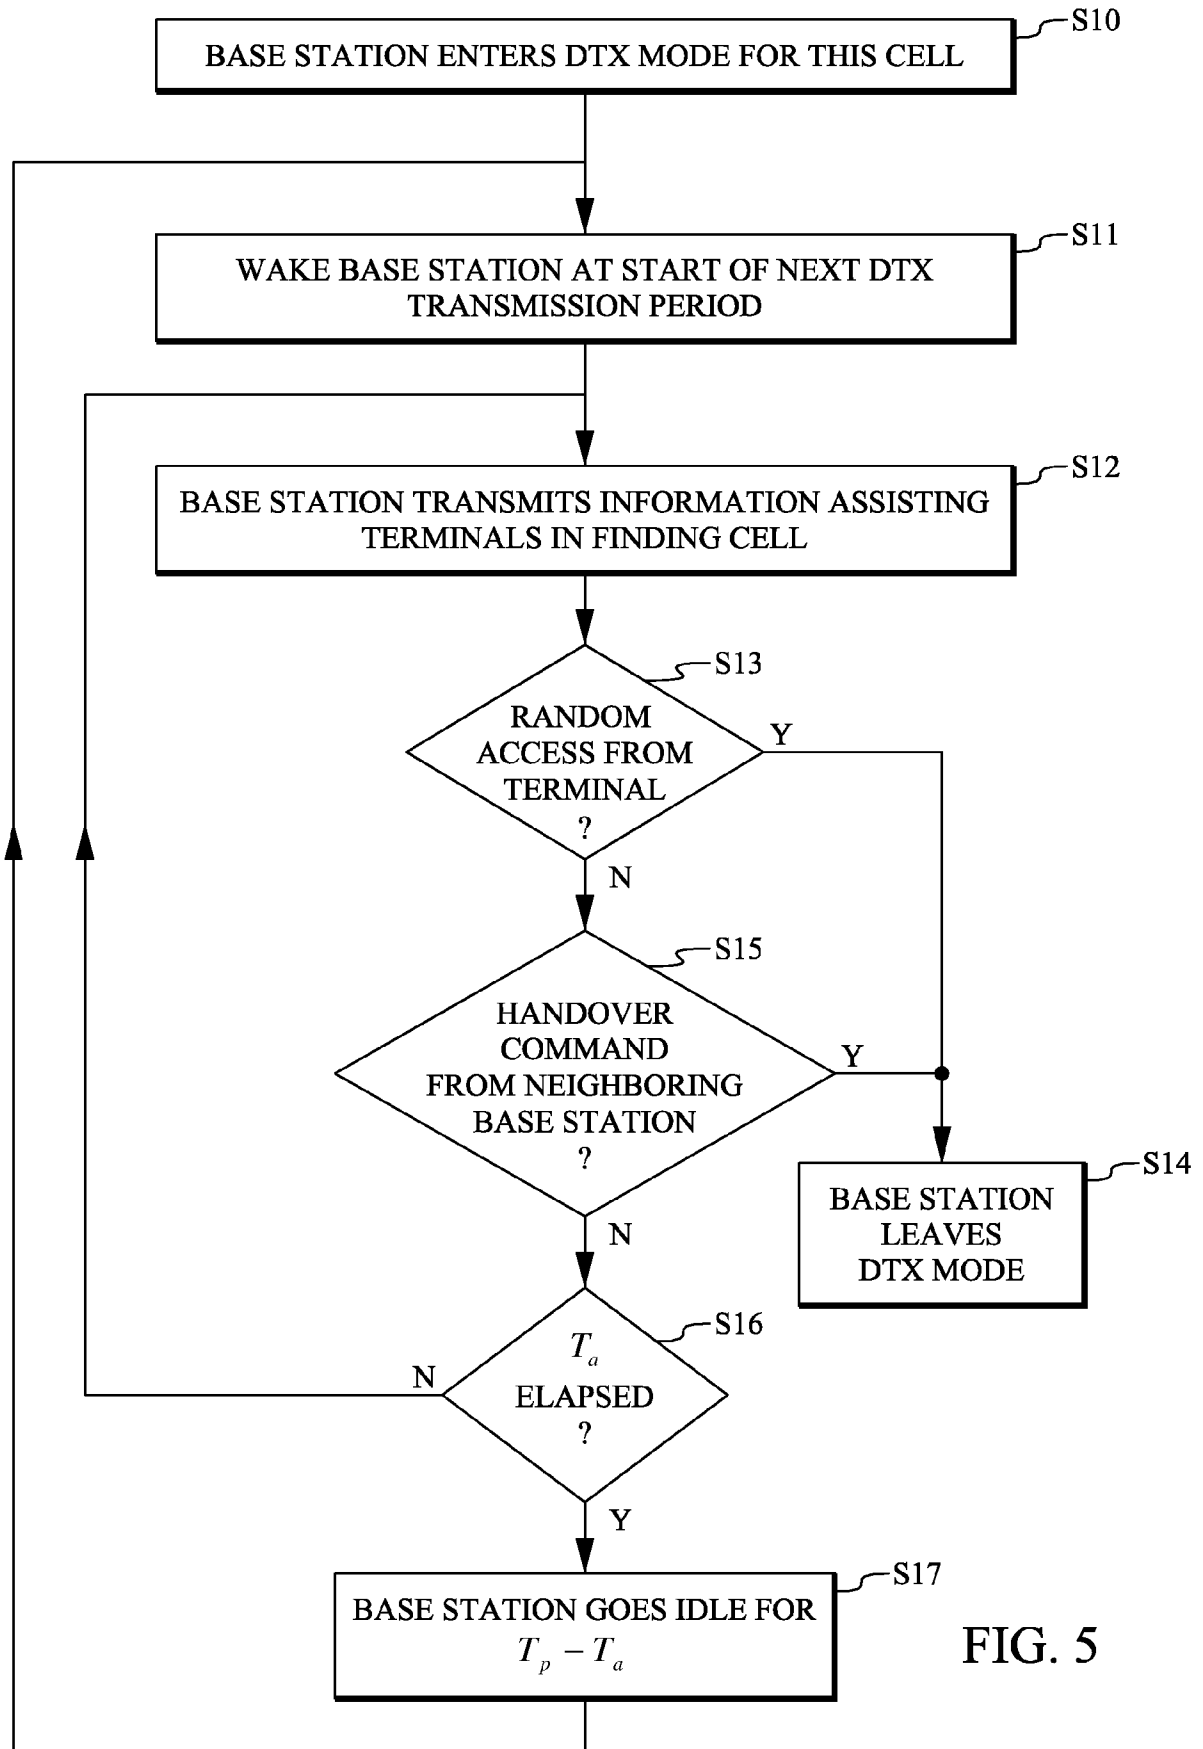 S10
BASE STATION ENTERS DTX MODE FOR THIS CELL
S11
WAKE BASE STATION AT START OF NEXT DTX
TRANSMISSION PERIOD
S12
BASE STATION TRANSMITS INFORMATION ASSISTING
TERMINALS IN FINDING CELL
S13
RANDOM
ACCESS FROM
TERMINAL
?
Y
N
S15
HANDOVER
COMMAND
FROM NEIGHBORING
BASE STATION
?
Y
N
S14
BASE STATION
LEAVES
DTX MODE
S16
T_a
ELAPSED
?
N
Y
S17
BASE STATION GOES IDLE FOR
T_p – T_a
FIG. 5